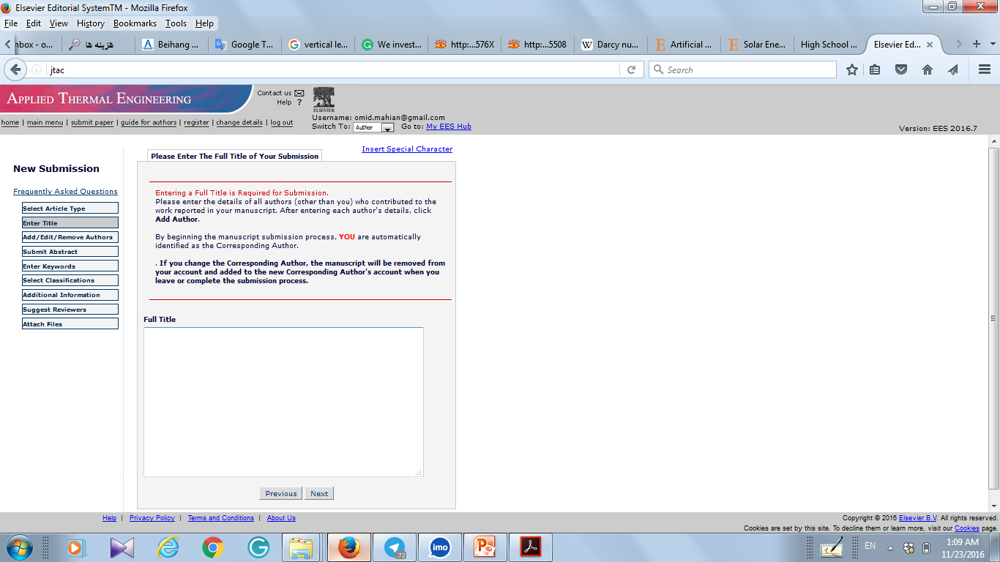 Elsevier Editorial SystemTM - Mozilla Firefox
File Edit View History Bookmarks Tools Help
nbox - o... هزینه ها Beihang ... Google T... vertical le... We invest... http:...576X http:...5508 Darcy nu... Artificial ... Solar Ene... High School ... Elsevier Ed...
jtac Search
APPLIED THERMAL ENGINEERING
Contact us
Help ?
ELSEVIER
Username: omid.mahian@gmail.com
home | main menu | submit paper | guide for authors | register | change details | log out
Switch To: Author Go to: My EES Hub
Version: EES 2016.7
New Submission
Frequently Asked Questions
Select Article Type
Enter Title
Add/Edit/Remove Authors
Submit Abstract
Enter Keywords
Select Classifications
Additional Information
Suggest Reviewers
Attach Files
Insert Special Character
Please Enter The Full Title of Your Submission
Entering a Full Title is Required for Submission.
Please enter the details of all authors (other than you) who contributed to the
work reported in your manuscript. After entering each author's details, click
Add Author.
By beginning the manuscript submission process, YOU are automatically
identified as the Corresponding Author.
. If you change the Corresponding Author, the manuscript will be removed from
your account and added to the new Corresponding Author's account when you
leave or complete the submission process.
Full Title
Previous Next
Help | Privacy Policy | Terms and Conditions | About Us
Copyright © 2016 Elsevier B.V. All rights reserved.
Cookies are set by this site. To decline them or learn more, visit our Cookies page.
72
imo
EN
1:09 AM
11/23/2016